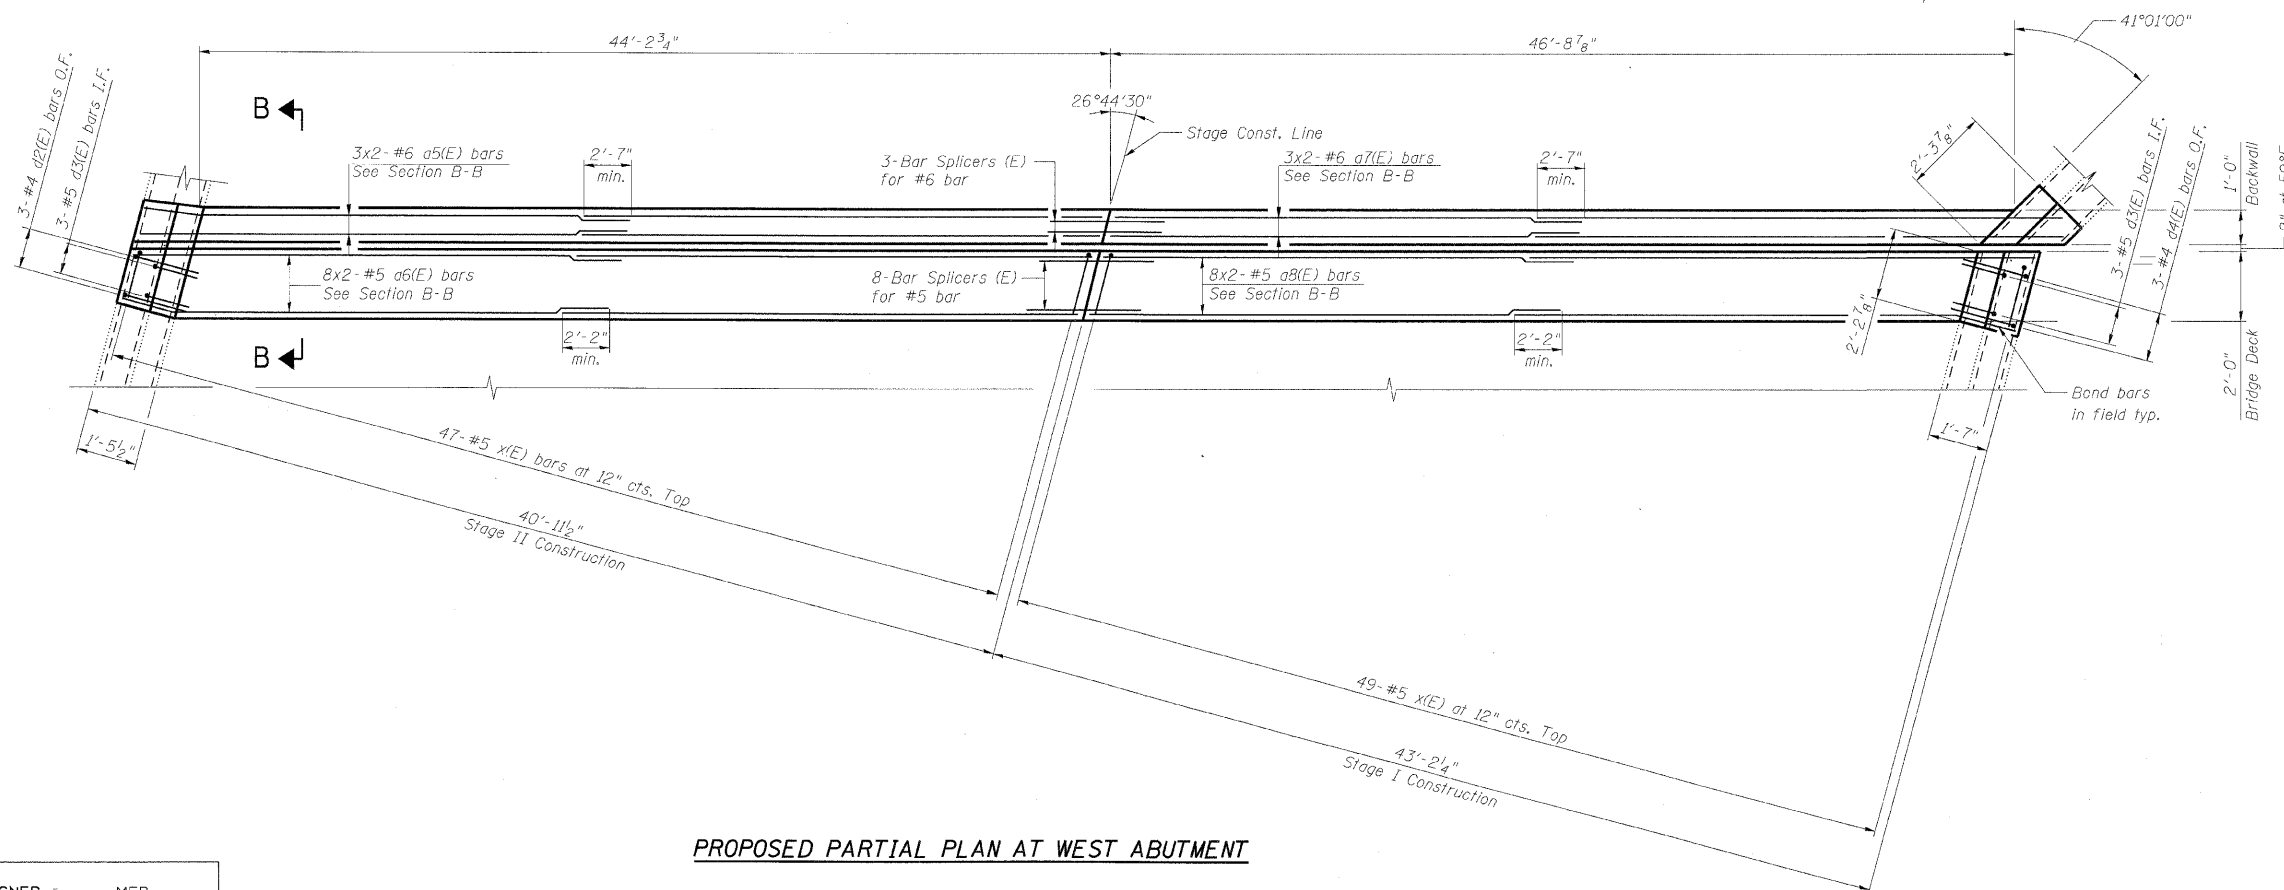 41°01'00"
44'-2¾"
46'-8⅞"
B
26°44'30"
Stage Const. Line
3-#4 d2(E) bars O.F.
3-#5 d3(E) bars I.F.
3x2-#6 a5(E) bars
See Section B-B
2'-7"
min.
3-Bar Splicers (E)
for #6 bar
3x2-#6 a7(E) bars
See Section B-B
2'-7"
min.
2'-3⅞"
3-#5 d3(E) bars I.F.
3-#4 d4(E) bars O.F.
1'-0"
Backwall
8x2-#5 a6(E) bars
See Section B-B
8-Bar Splicers (E)
for #5 bar
8x2-#5 a8(E) bars
See Section B-B
2'-2⅞"
2'-0"
Bridge Deck
B
2'-2"
min.
2'-2"
min.
Bend bars
in field typ.
1'-5½"
1'-7"
47-#5 x(E) bars at 12" cts. Top
40'-11½"
Stage II Construction
49-#5 x(E) at 12" cts. Top
43'-2¼"
Stage I Construction
PROPOSED PARTIAL PLAN AT WEST ABUTMENT